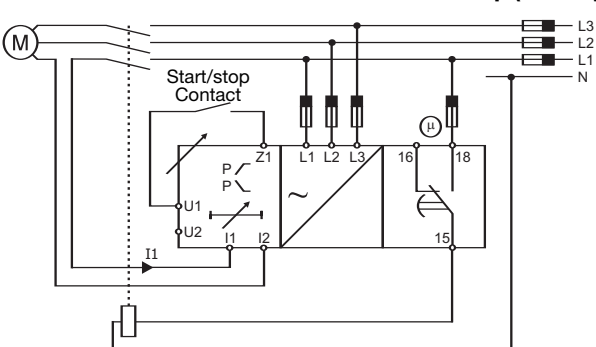 L3
L2
L1
N
M
Start/stop
Contact
μ
Z1 L1 L2 L3 16 18
P
P
U1
U2
I1 I2 15
I1